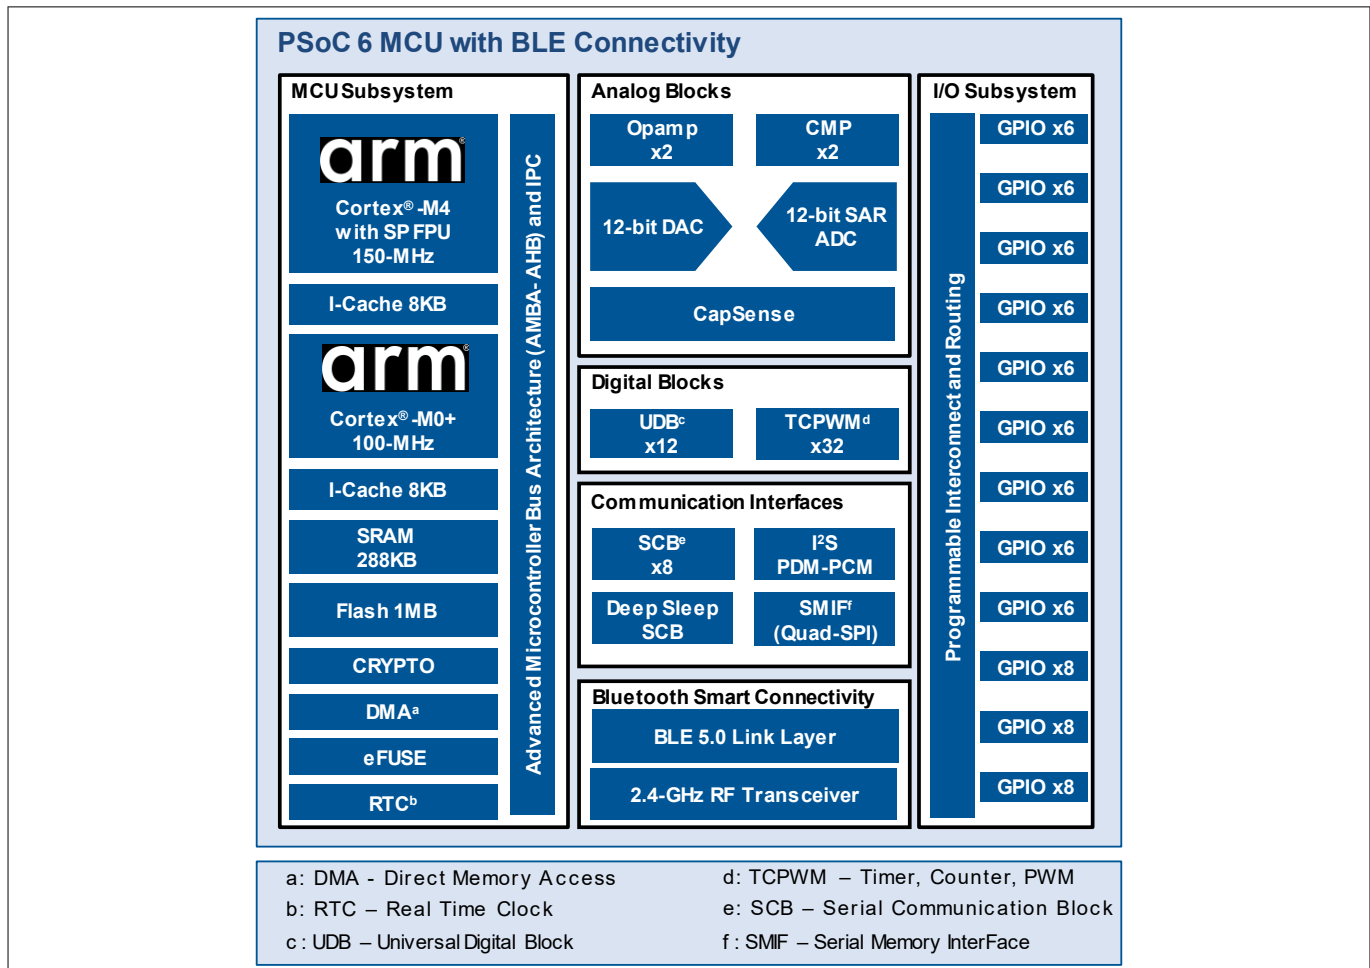 PSoC 6 MCU with BLE Connectivity
MCU Subsystem
arm®
Cortex®-M4
with SP FPU
150-MHz
I-Cache 8KB
arm®
Cortex®-M0+
100-MHz
I-Cache 8KB
SRAM
288KB
Flash 1MB
CRYPTO
DMAᵃ
eFUSE
RTCᵇ
Advanced Microcontroller Bus Architecture (AMBA-AHB) and IPC
Analog Blocks
Opamp
x2
CMP
x2
12-bit DAC
12-bit SAR
ADC
CapSense
Digital Blocks
UDBᶜ
x12
TCPWMᵈ
x32
Communication Interfaces
SCBᵉ
x8
I²S
PDM-PCM
Deep Sleep
SCB
SMIFᶠ
(Quad-SPI)
Bluetooth Smart Connectivity
BLE 5.0 Link Layer
2.4-GHz RF Transceiver
I/O Subsystem
Programmable Interconnect and Routing
GPIO x6
GPIO x6
GPIO x6
GPIO x6
GPIO x6
GPIO x6
GPIO x6
GPIO x6
GPIO x6
GPIO x8
GPIO x8
GPIO x8
a: DMA - Direct Memory Access
b: RTC – Real Time Clock
c: UDB – Universal Digital Block
d: TCPWM – Timer, Counter, PWM
e: SCB – Serial Communication Block
f: SMIF – Serial Memory InterFace